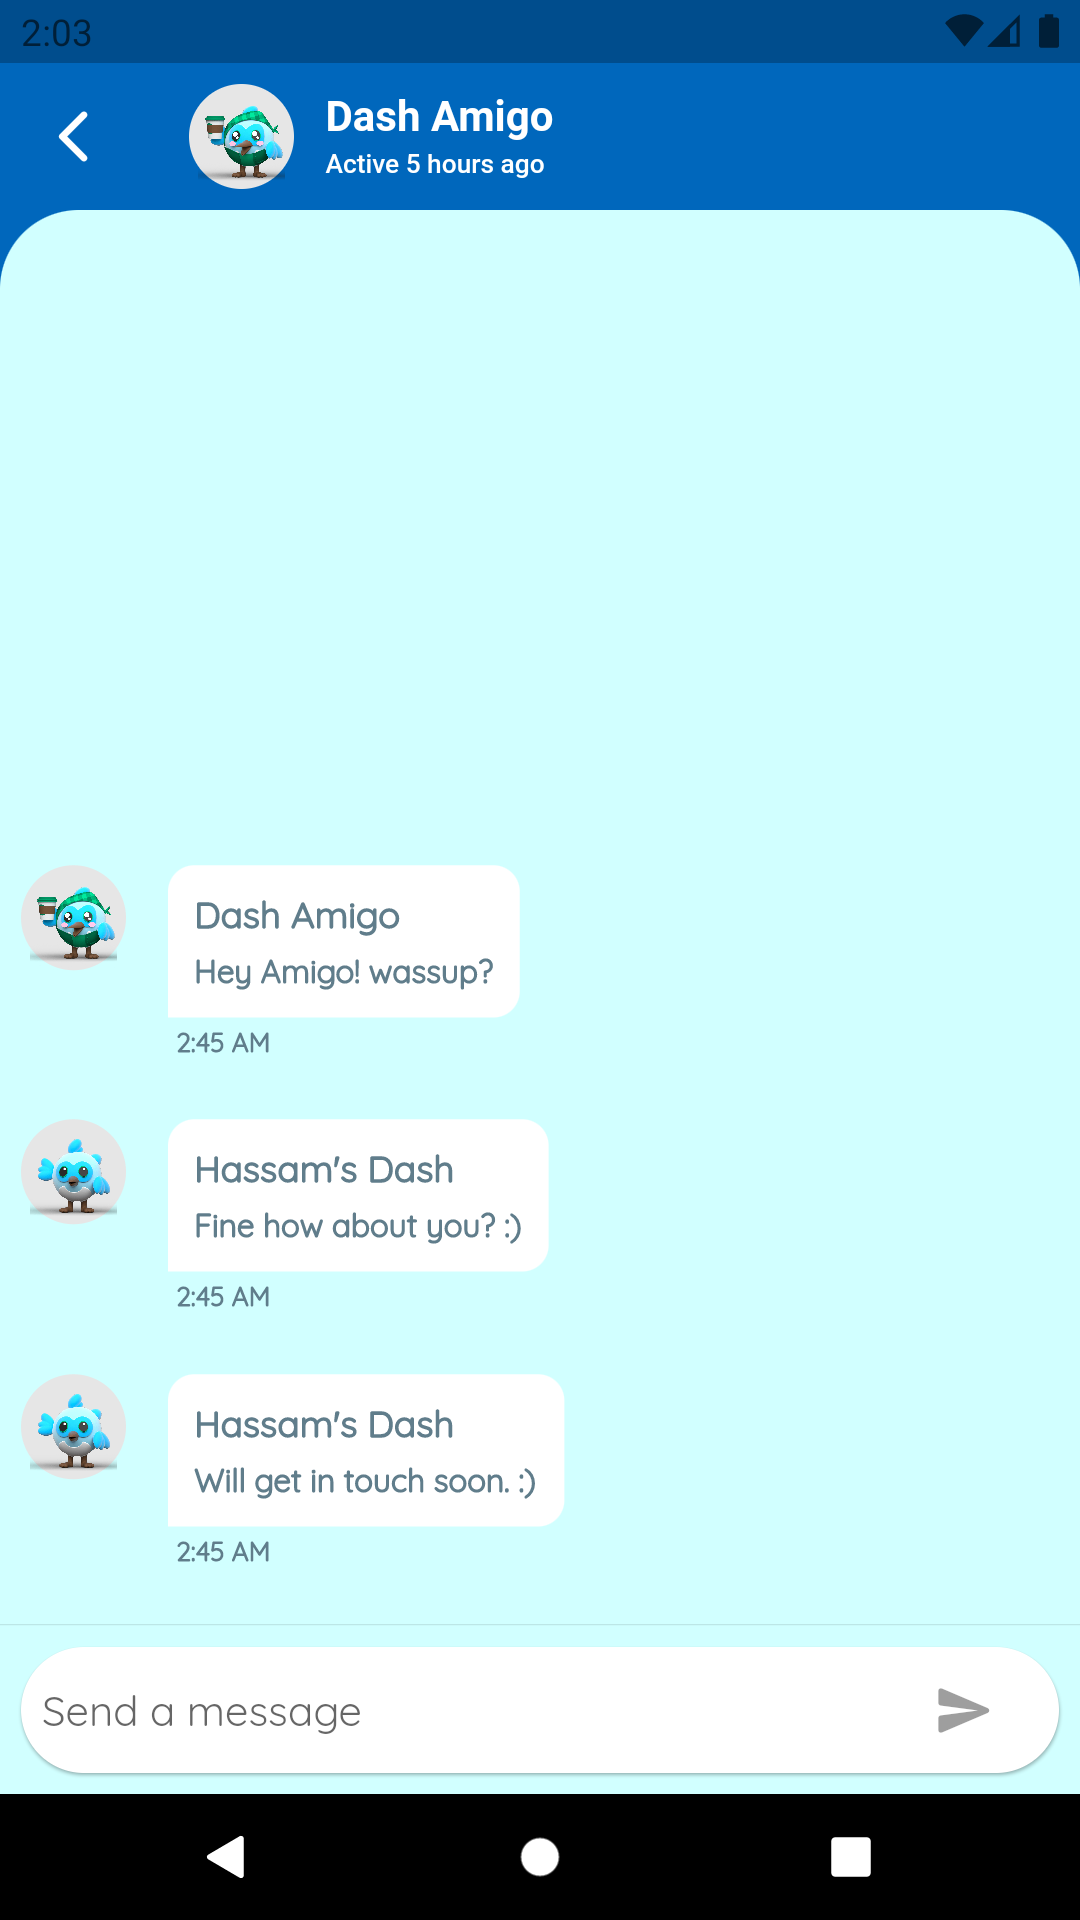 2:03
Dash Amigo
Active 5 hours ago
Dash Amigo
Hey Amigo! wassup?
2:45 AM
Hassam's Dash
Fine how about you? :)
2:45 AM
Hassam's Dash
Will get in touch soon. :)
2:45 AM
Send a message